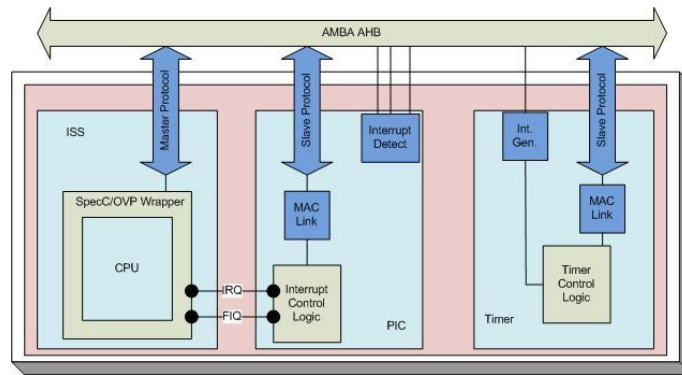 AMBA AHB
Master Protocol
Slave Protocol
Slave Protocol
ISS
Interrupt
Detect
Int.
Gen.
SpecC/OVP Wrapper
MAC
Link
MAC
Link
CPU
IRQ
FIQ
Interrupt
Control
Logic
PIC
Timer
Control
Logic
Timer